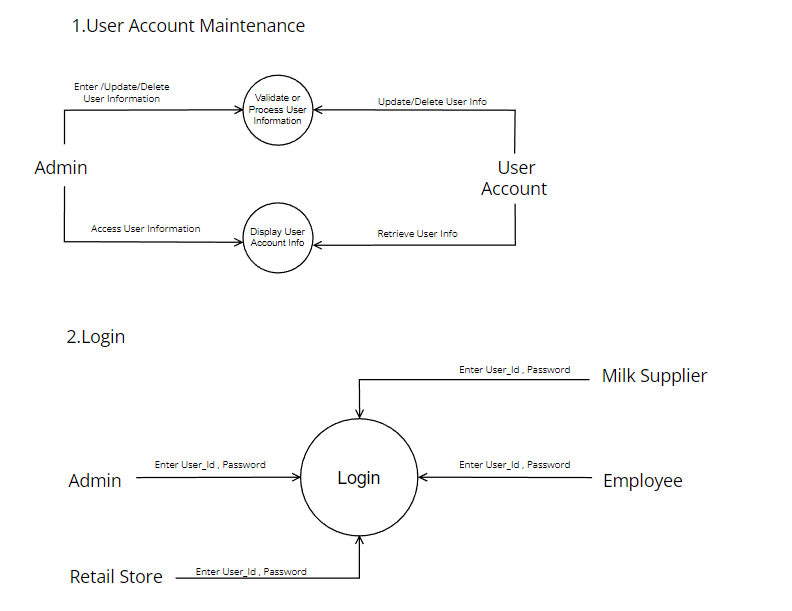 1.User Account Maintenance
Enter /Update/Delete
User Information
Validate or
Process User
Information
Update/Delete User Info
Admin
User
Account
Access User Information
Display User
Account Info
Retrieve User Info
2.Login
Enter User_Id , Password
Milk Supplier
Admin
Enter User_Id , Password
Login
Enter User_Id , Password
Employee
Retail Store
Enter User_Id , Password